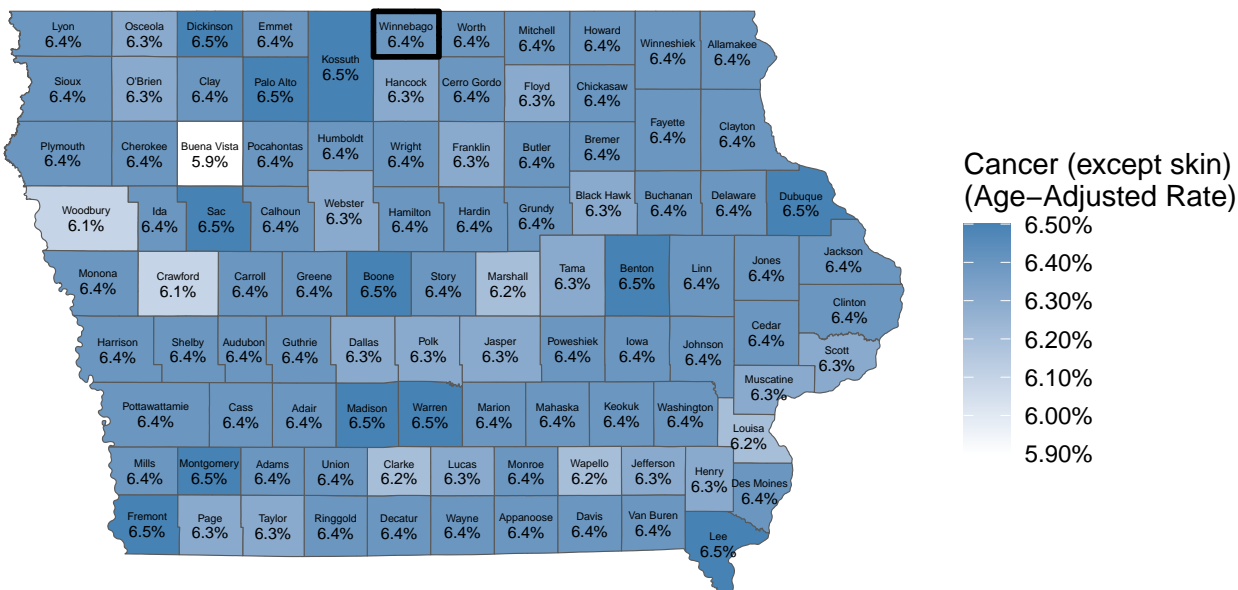 Lyon
6.4%
Osceola
6.3%
Dickinson
6.5%
Emmet
6.4%
Kossuth
6.5%
Winnebago
6.4%
Worth
6.4%
Mitchell
6.4%
Howard
6.4%
Winneshiek
6.4%
Allamakee
6.4%
Sioux
6.4%
O'Brien
6.3%
Clay
6.4%
Palo Alto
6.5%
Hancock
6.3%
Cerro Gordo
6.4%
Floyd
6.3%
Chickasaw
6.4%
Fayette
6.4%
Clayton
6.4%
Plymouth
6.4%
Cherokee
6.4%
Buena Vista
5.9%
Pocahontas
6.4%
Humboldt
6.4%
Wright
6.4%
Franklin
6.3%
Butler
6.4%
Bremer
6.4%
Woodbury
6.1%
Ida
6.4%
Sac
6.5%
Calhoun
6.4%
Webster
6.3%
Hamilton
6.4%
Hardin
6.4%
Grundy
6.4%
Black Hawk
6.3%
Buchanan
6.4%
Delaware
6.4%
Dubuque
6.5%
Monona
6.4%
Crawford
6.1%
Carroll
6.4%
Greene
6.4%
Boone
6.5%
Story
6.4%
Marshall
6.2%
Tama
6.3%
Benton
6.5%
Linn
6.4%
Jones
6.4%
Jackson
6.4%
Clinton
6.4%
Harrison
6.4%
Shelby
6.4%
Audubon
6.4%
Guthrie
6.4%
Dallas
6.3%
Polk
6.3%
Jasper
6.3%
Poweshiek
6.4%
Iowa
6.4%
Johnson
6.4%
Cedar
6.4%
Scott
6.3%
Muscatine
6.3%
Pottawattamie
6.4%
Cass
6.4%
Adair
6.4%
Madison
6.5%
Warren
6.5%
Marion
6.4%
Mahaska
6.4%
Keokuk
6.4%
Washington
6.4%
Louisa
6.2%
Mills
6.4%
Montgomery
6.5%
Adams
6.4%
Union
6.4%
Clarke
6.2%
Lucas
6.3%
Monroe
6.4%
Wapello
6.2%
Jefferson
6.3%
Henry
6.3%
Des Moines
6.4%
Fremont
6.5%
Page
6.3%
Taylor
6.3%
Ringgold
6.4%
Decatur
6.4%
Wayne
6.4%
Appanoose
6.4%
Davis
6.4%
Van Buren
6.4%
Lee
6.5%
Cancer (except skin)
(Age−Adjusted Rate)
6.50%
6.40%
6.30%
6.20%
6.10%
6.00%
5.90%